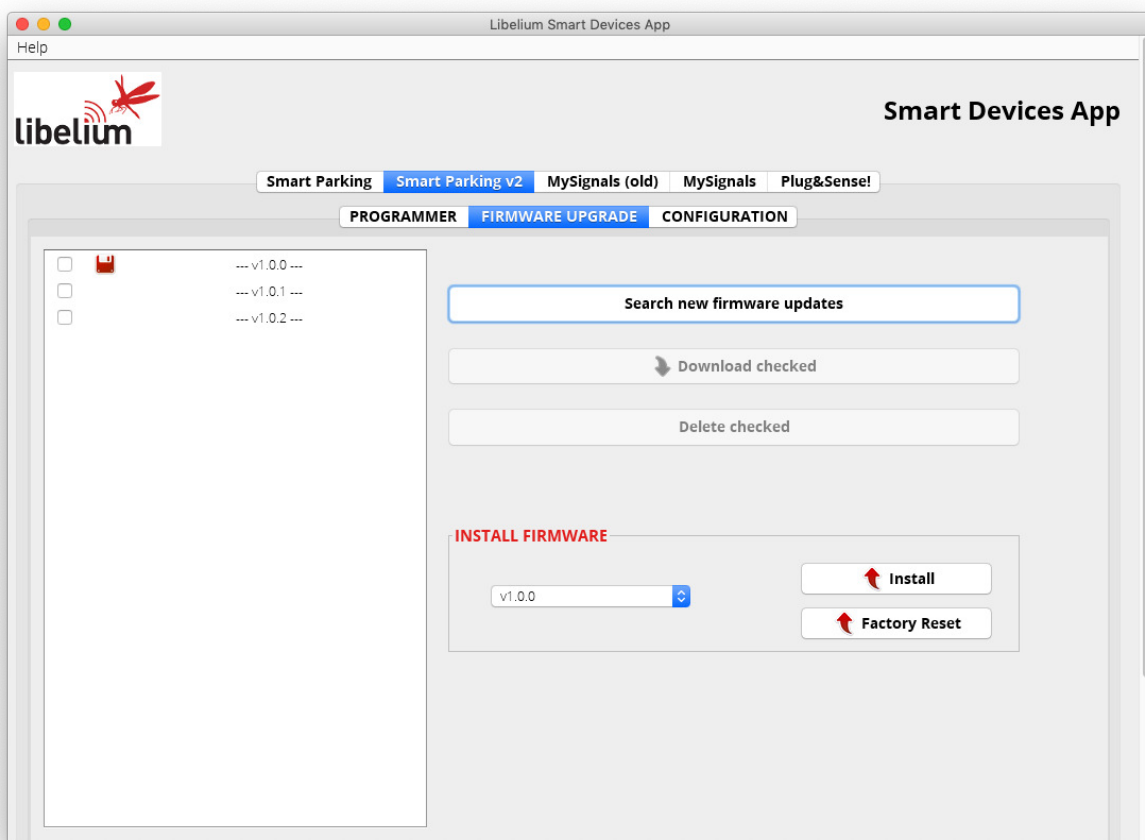 Libelium Smart Devices App
Help
libelium
Smart Devices App
Smart Parking Smart Parking v2 MySignals (old) MySignals Plug&Sense!
PROGRAMMER FIRMWARE UPGRADE CONFIGURATION
--- v1.0.0 ---
--- v1.0.1 ---
--- v1.0.2 ---
Search new firmware updates
Download checked
Delete checked
INSTALL FIRMWARE
v1.0.0
Install
Factory Reset